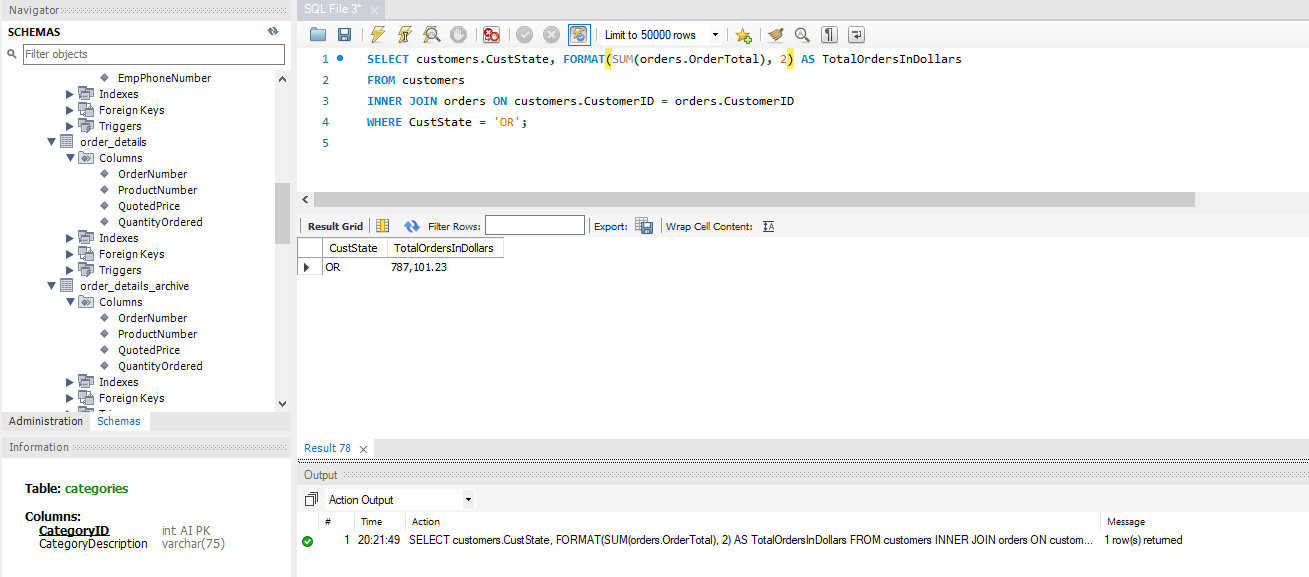 Navigator
SCHEMAS
Filter objects
EmpPhoneNumber
Indexes
Foreign Keys
Triggers
order_details
Columns
OrderNumber
ProductNumber
QuotedPrice
QuantityOrdered
Indexes
Foreign Keys
Triggers
order_details_archive
Columns
OrderNumber
ProductNumber
QuotedPrice
QuantityOrdered
Indexes
Foreign Keys
Administration Schemas
Information
Table: categories
Columns:
CategoryID int AI PK
CategoryDescription varchar(75)
SQL File 3*
Limit to 50000 rows
1 SELECT customers.CustState, FORMAT(SUM(orders.OrderTotal), 2) AS TotalOrdersInDollars
2 FROM customers
3 INNER JOIN orders ON customers.CustomerID = orders.CustomerID
4 WHERE CustState = 'OR';
5
Result Grid Filter Rows: Export: Wrap Cell Content:
CustState TotalOrdersInDollars
OR 787,101.23
Result 78
Output
Action Output
# Time Action Message
1 20:21:49 SELECT customers.CustState, FORMAT(SUM(orders.OrderTotal), 2) AS TotalOrdersInDollars FROM customers INNER JOIN orders ON custom... 1 row(s) returned